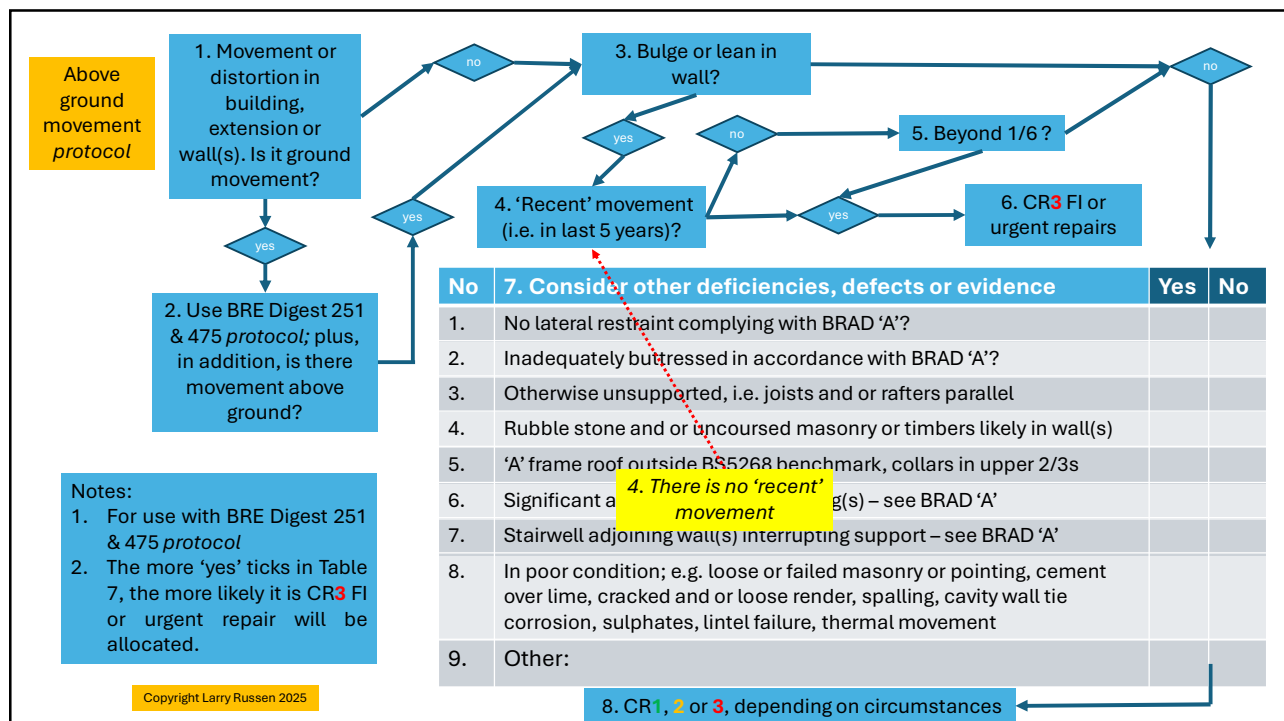 Above
ground
movement
protocol
1. Movement or
distortion in
building,
extension or
wall(s). Is it ground
movement?
no
3. Bulge or lean in
wall?
no
yes
no
5. Beyond 1/6 ?
yes
4. ‘Recent’ movement
(i.e. in last 5 years)?
yes
6. CR3 FI or
urgent repairs
yes
2. Use BRE Digest 251
& 475 protocol; plus,
in addition, is there
movement above
ground?
No 7. Consider other deficiencies, defects or evidence Yes No
1. No lateral restraint complying with BRAD ‘A’?
2. Inadequately buttressed in accordance with BRAD ‘A’?
3. Otherwise unsupported, i.e. joists and or rafters parallel
4. Rubble stone and or uncoursed masonry or timbers likely in wall(s)
5. ‘A’ frame roof outside BS5268 benchmark, collars in upper 2/3s
6. Significant (s) – see BRAD ‘A’
7. Stairwell adjoining wall(s) interrupting support – see BRAD ‘A’
8. In poor condition; e.g. loose or failed masonry or pointing, cement
over lime, cracked and or loose render, spalling, cavity wall tie
corrosion, sulphates, lintel failure, thermal movement
9. Other:
4. There is no ‘recent’
movement
Notes:
1. For use with BRE Digest 251
& 475 protocol
2. The more ‘yes’ ticks in Table
7, the more likely it is CR3 FI
or urgent repair will be
allocated.
Copyright Larry Russen 2025
8. CR1, 2 or 3, depending on circumstances